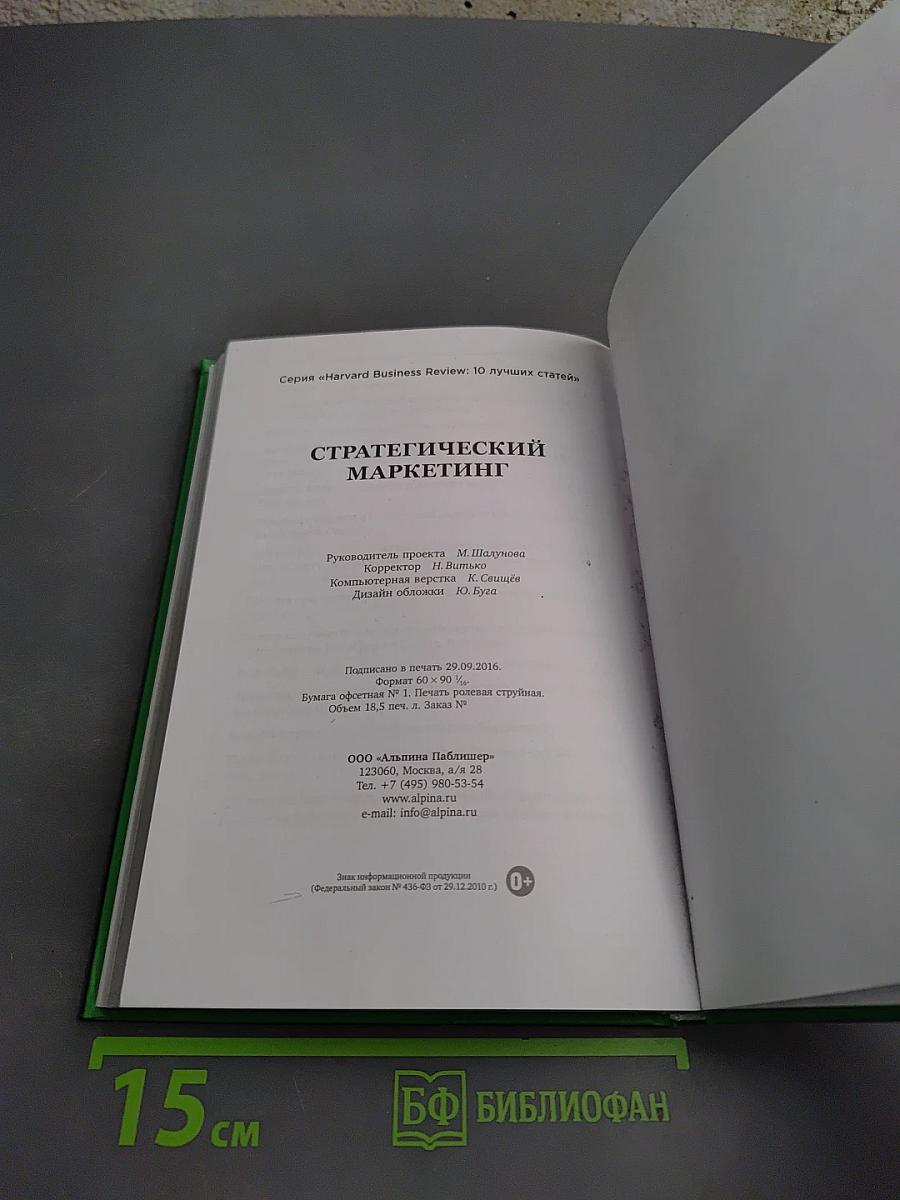 Серия «Harvard Business Review: 10 лучших статей»
СТРАТЕГИЧЕСКИЙ
МАРКЕТИНГ
Руководитель проекта М. Шалунова
Корректор Н. Витько
Компьютерная верстка К. Свищёв
Дизайн обложки Ю. Буга
Подписано в печать 29.09.2016.
Формат 60 × 90 1/16.
Бумага офсетная № 1. Печать ролевая струйная.
Объем 18,5 печ. л. Заказ №
ООО «Альпина Паблишер»
123060, Москва, а/я 28
Тел. +7 (495) 980-53-54
www.alpina.ru
e-mail: info@alpina.ru
Знак информационной продукции
(Федеральный закон № 436-ФЗ от 29.12.2010 г.)
0+
15 см
БФ БИБЛИОФАН